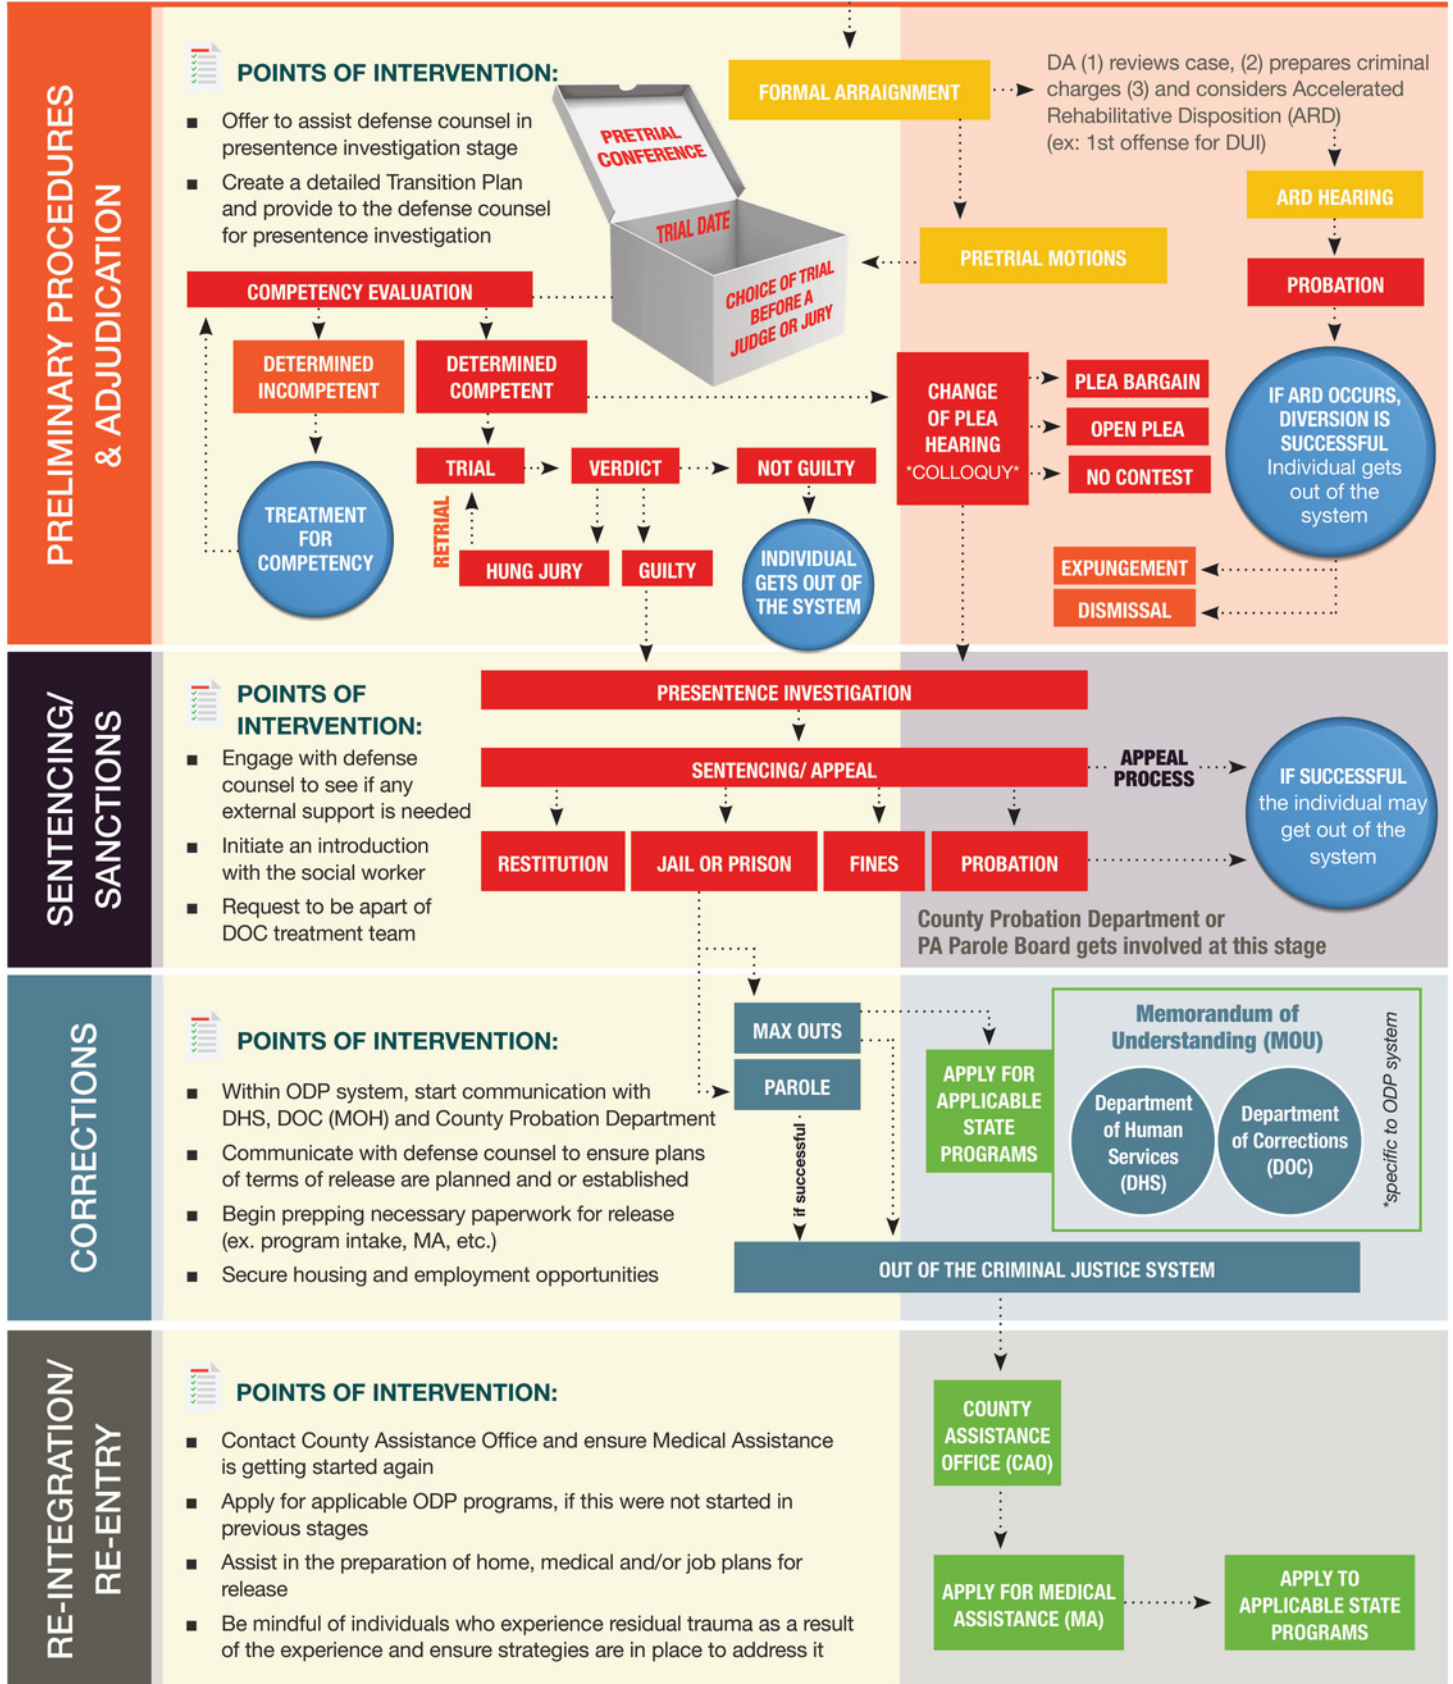 PRELIMINARY PROCEDURES
& ADJUDICATION
POINTS OF INTERVENTION:
■ Offer to assist defense counsel in
presentence investigation stage
■ Create a detailed Transition Plan
and provide to the defense counsel
for presentence investigation
PRETRIAL
CONFERENCE
TRIAL DATE
CHOICE OF TRIAL
BEFORE A
JUDGE OR JURY
FORMAL ARRAIGNMENT
DA (1) reviews case, (2) prepares criminal
charges (3) and considers Accelerated
Rehabilitative Disposition (ARD)
(ex: 1st offense for DUI)
ARD HEARING
PRETRIAL MOTIONS
PROBATION
COMPETENCY EVALUATION
DETERMINED
INCOMPETENT
DETERMINED
COMPETENT
CHANGE
OF PLEA
HEARING
*COLLOQUY*
PLEA BARGAIN
OPEN PLEA
NO CONTEST
IF ARD OCCURS,
DIVERSION IS
SUCCESSFUL
Individual gets
out of the
system
TRIAL
VERDICT
NOT GUILTY
TREATMENT
FOR
COMPETENCY
RETRIAL
HUNG JURY
GUILTY
INDIVIDUAL
GETS OUT OF
THE SYSTEM
EXPUNGEMENT
DISMISSAL
SENTENCING/
SANCTIONS
POINTS OF
INTERVENTION:
■ Engage with defense
counsel to see if any
external support is needed
■ Initiate an introduction
with the social worker
■ Request to be apart of
DOC treatment team
PRESENTENCE INVESTIGATION
SENTENCING/ APPEAL
APPEAL
PROCESS
IF SUCCESSFUL
the individual may
get out of the
system
RESTITUTION
JAIL OR PRISON
FINES
PROBATION
County Probation Department or
PA Parole Board gets involved at this stage
CORRECTIONS
POINTS OF INTERVENTION:
■ Within ODP system, start communication with
DHS, DOC (MOH) and County Probation Department
■ Communicate with defense counsel to ensure plans
of terms of release are planned and or established
■ Begin prepping necessary paperwork for release
(ex. program intake, MA, etc.)
■ Secure housing and employment opportunities
MAX OUTS
PAROLE
if successful
APPLY FOR
APPLICABLE
STATE
PROGRAMS
Memorandum of
Understanding (MOU)
Department
of Human
Services
(DHS)
Department
of Corrections
(DOC)
*specific to ODP system
OUT OF THE CRIMINAL JUSTICE SYSTEM
RE-INTEGRATION/
RE-ENTRY
POINTS OF INTERVENTION:
■ Contact County Assistance Office and ensure Medical Assistance
is getting started again
■ Apply for applicable ODP programs, if this were not started in
previous stages
■ Assist in the preparation of home, medical and/or job plans for
release
■ Be mindful of individuals who experience residual trauma as a result
of the experience and ensure strategies are in place to address it
COUNTY
ASSISTANCE
OFFICE (CAO)
APPLY FOR MEDICAL
ASSISTANCE (MA)
APPLY TO
APPLICABLE STATE
PROGRAMS